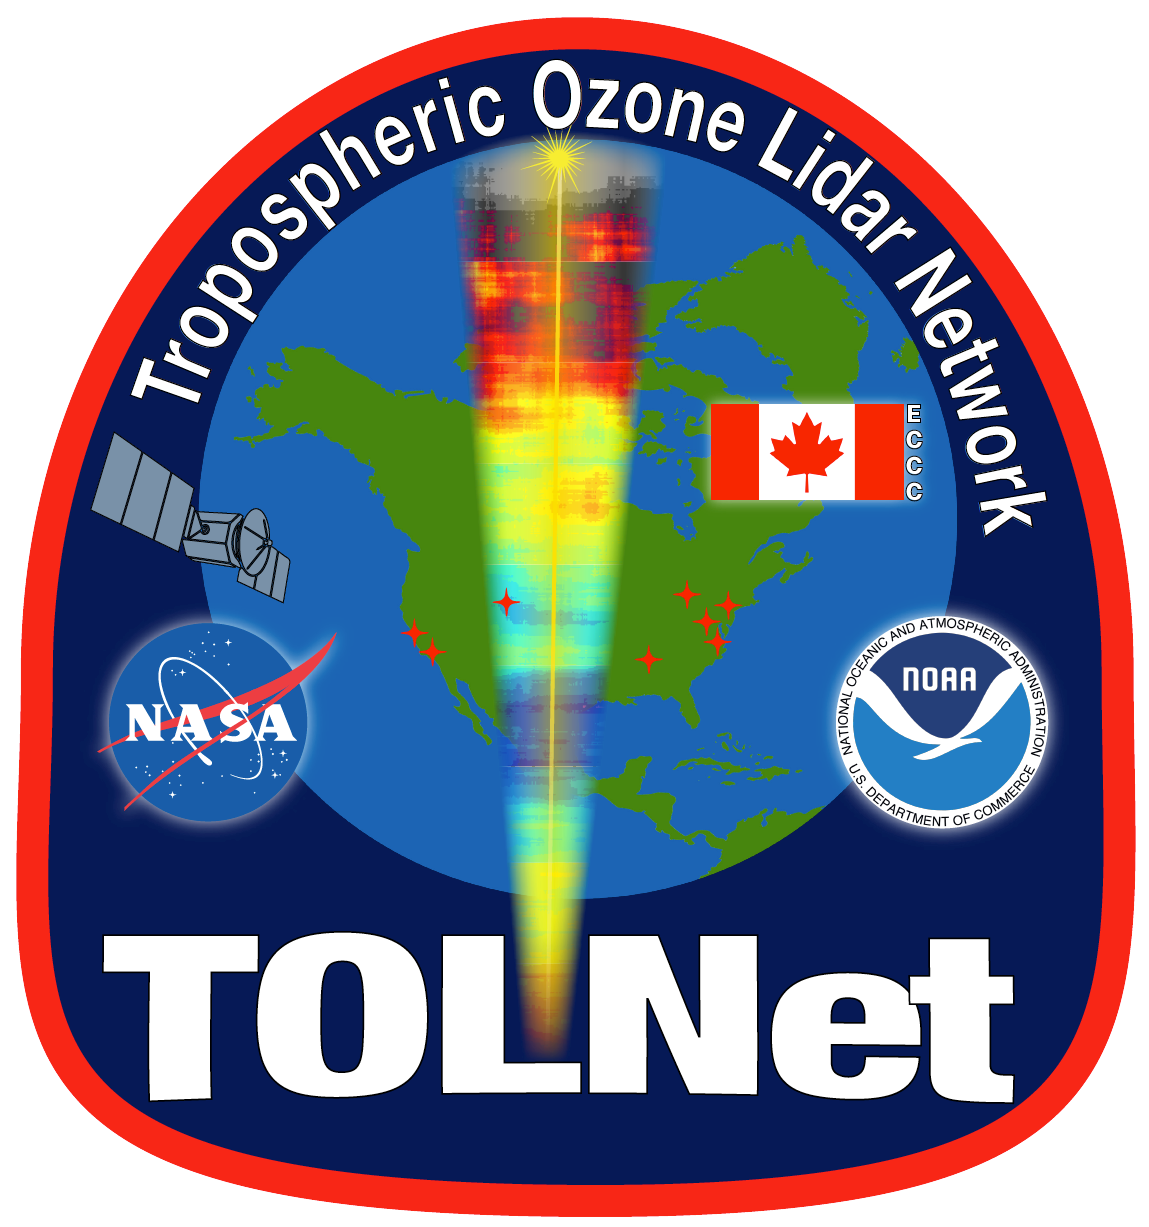 Tropospheric Ozone Lidar Network
E
C
C
C
NASA
NATIONAL OCEANIC AND ATMOSPHERIC ADMINISTRATION
NOAA
U.S. DEPARTMENT OF COMMERCE
TOLNet